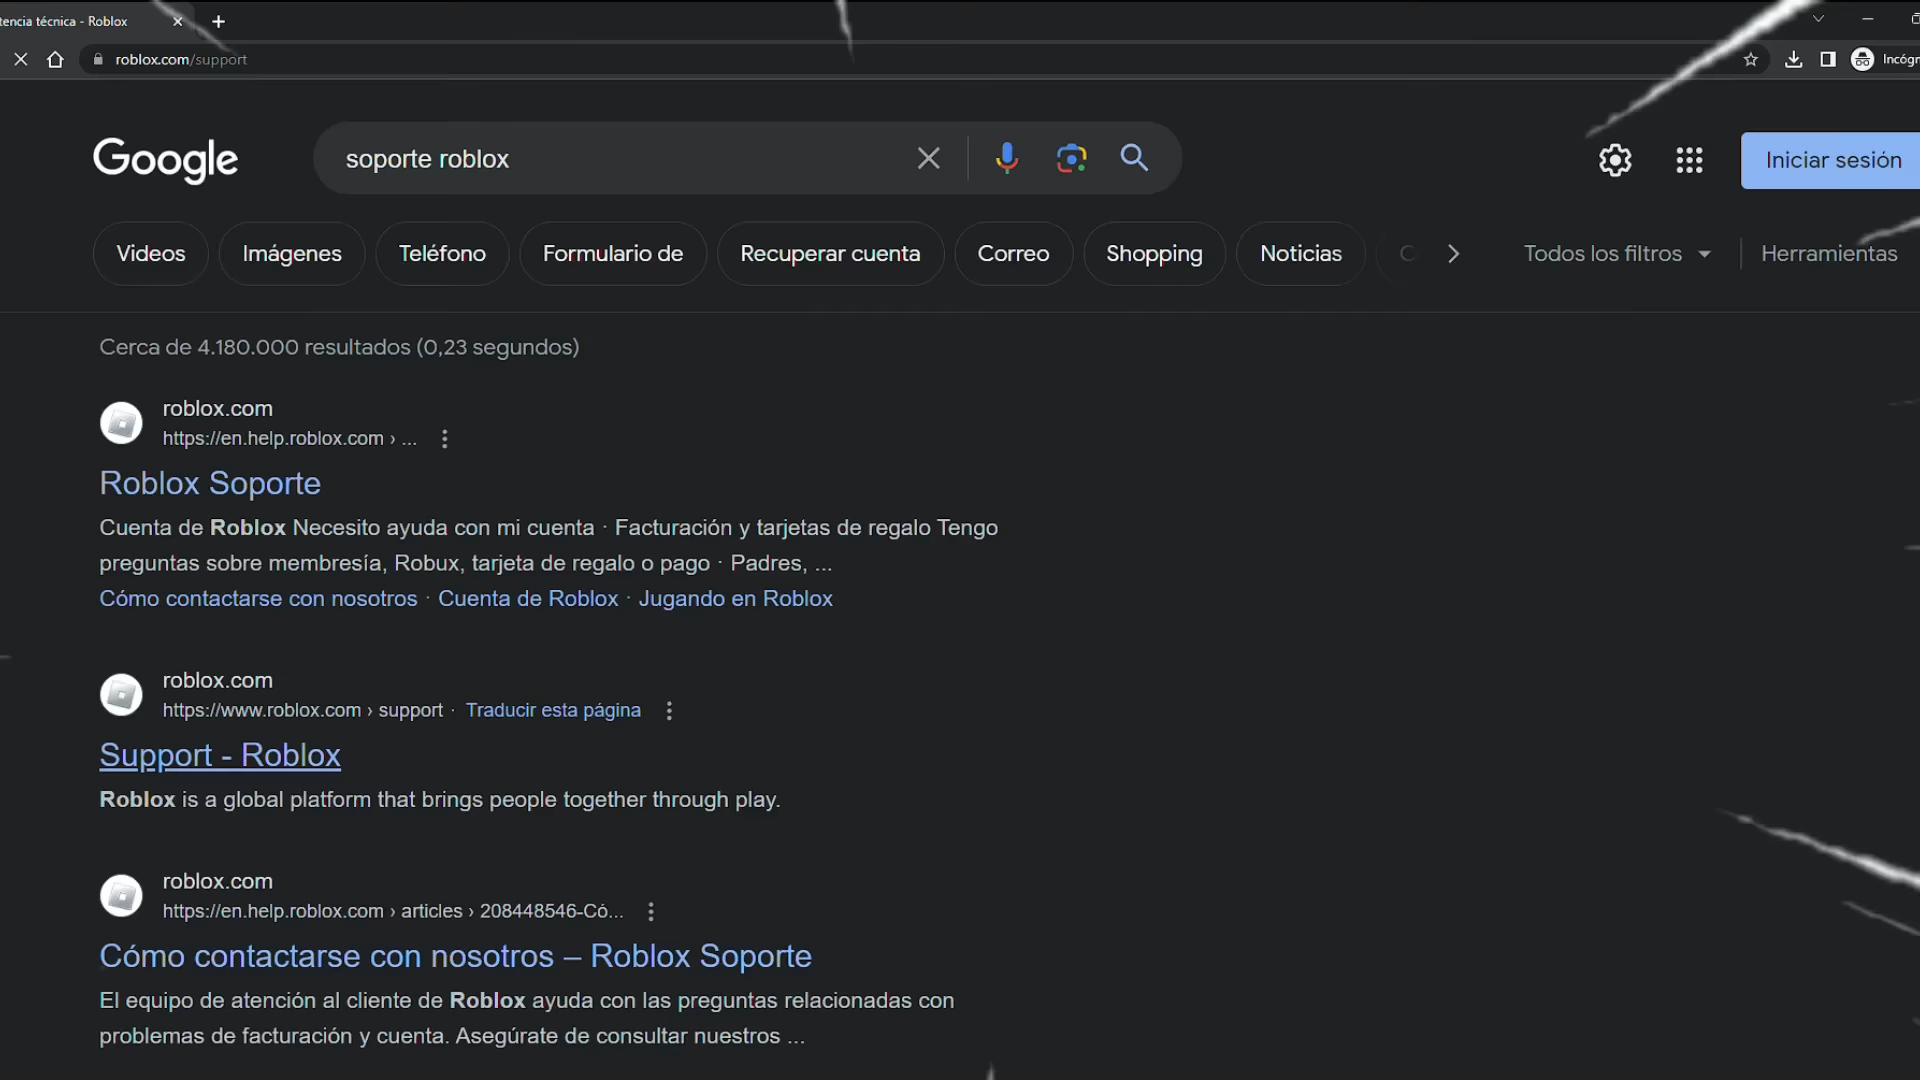 tencia técnica - Roblox
roblox.com/support
Incógn
Google
soporte roblox
Iniciar sesión
Videos
Imágenes
Teléfono
Formulario de
Recuperar cuenta
Correo
Shopping
Noticias
Todos los filtros
Herramientas
Cerca de 4.180.000 resultados (0,23 segundos)
roblox.com
https://en.help.roblox.com › ...
Roblox Soporte
Cuenta de Roblox Necesito ayuda con mi cuenta · Facturación y tarjetas de regalo Tengo
preguntas sobre membresía, Robux, tarjeta de regalo o pago · Padres, ...
Cómo contactarse con nosotros · Cuenta de Roblox · Jugando en Roblox
roblox.com
https://www.roblox.com › support · Traducir esta página
Support - Roblox
Roblox is a global platform that brings people together through play.
roblox.com
https://en.help.roblox.com › articles › 208448546-Có...
Cómo contactarse con nosotros – Roblox Soporte
El equipo de atención al cliente de Roblox ayuda con las preguntas relacionadas con
problemas de facturación y cuenta. Asegúrate de consultar nuestros ...